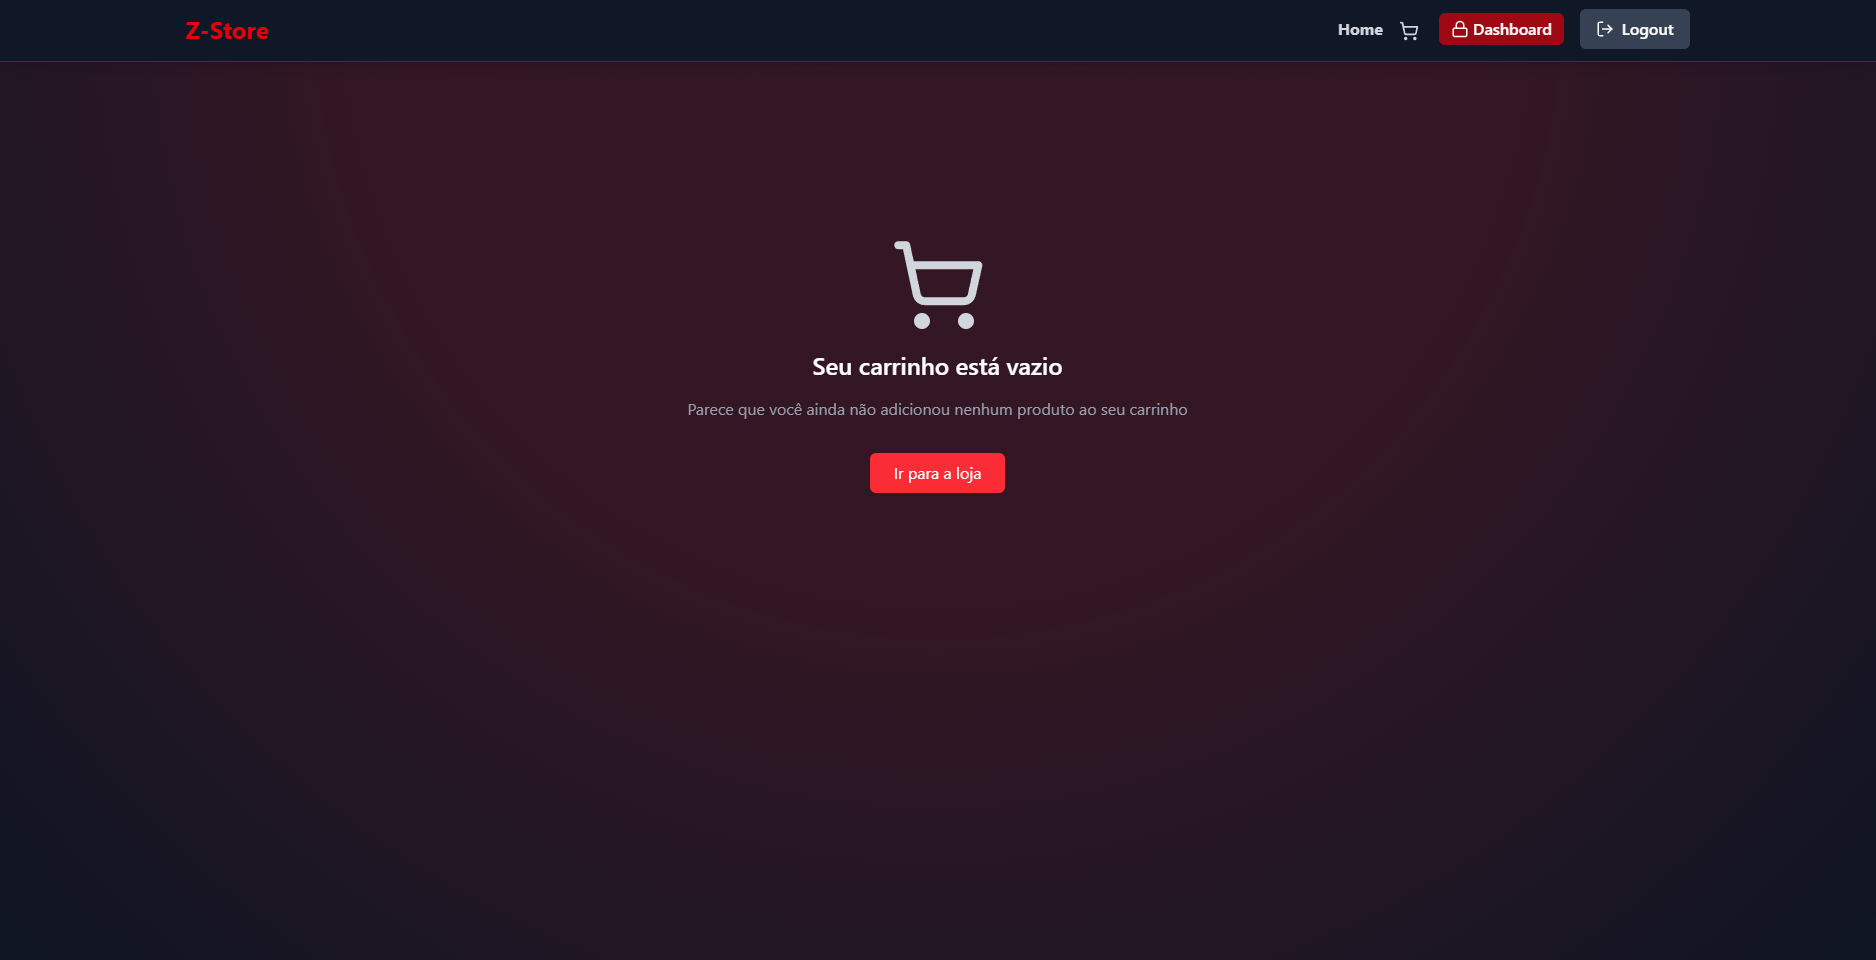 Z-Store
Home
Dashboard
Logout
Seu carrinho está vazio
Parece que você ainda não adicionou nenhum produto ao seu carrinho
Ir para a loja